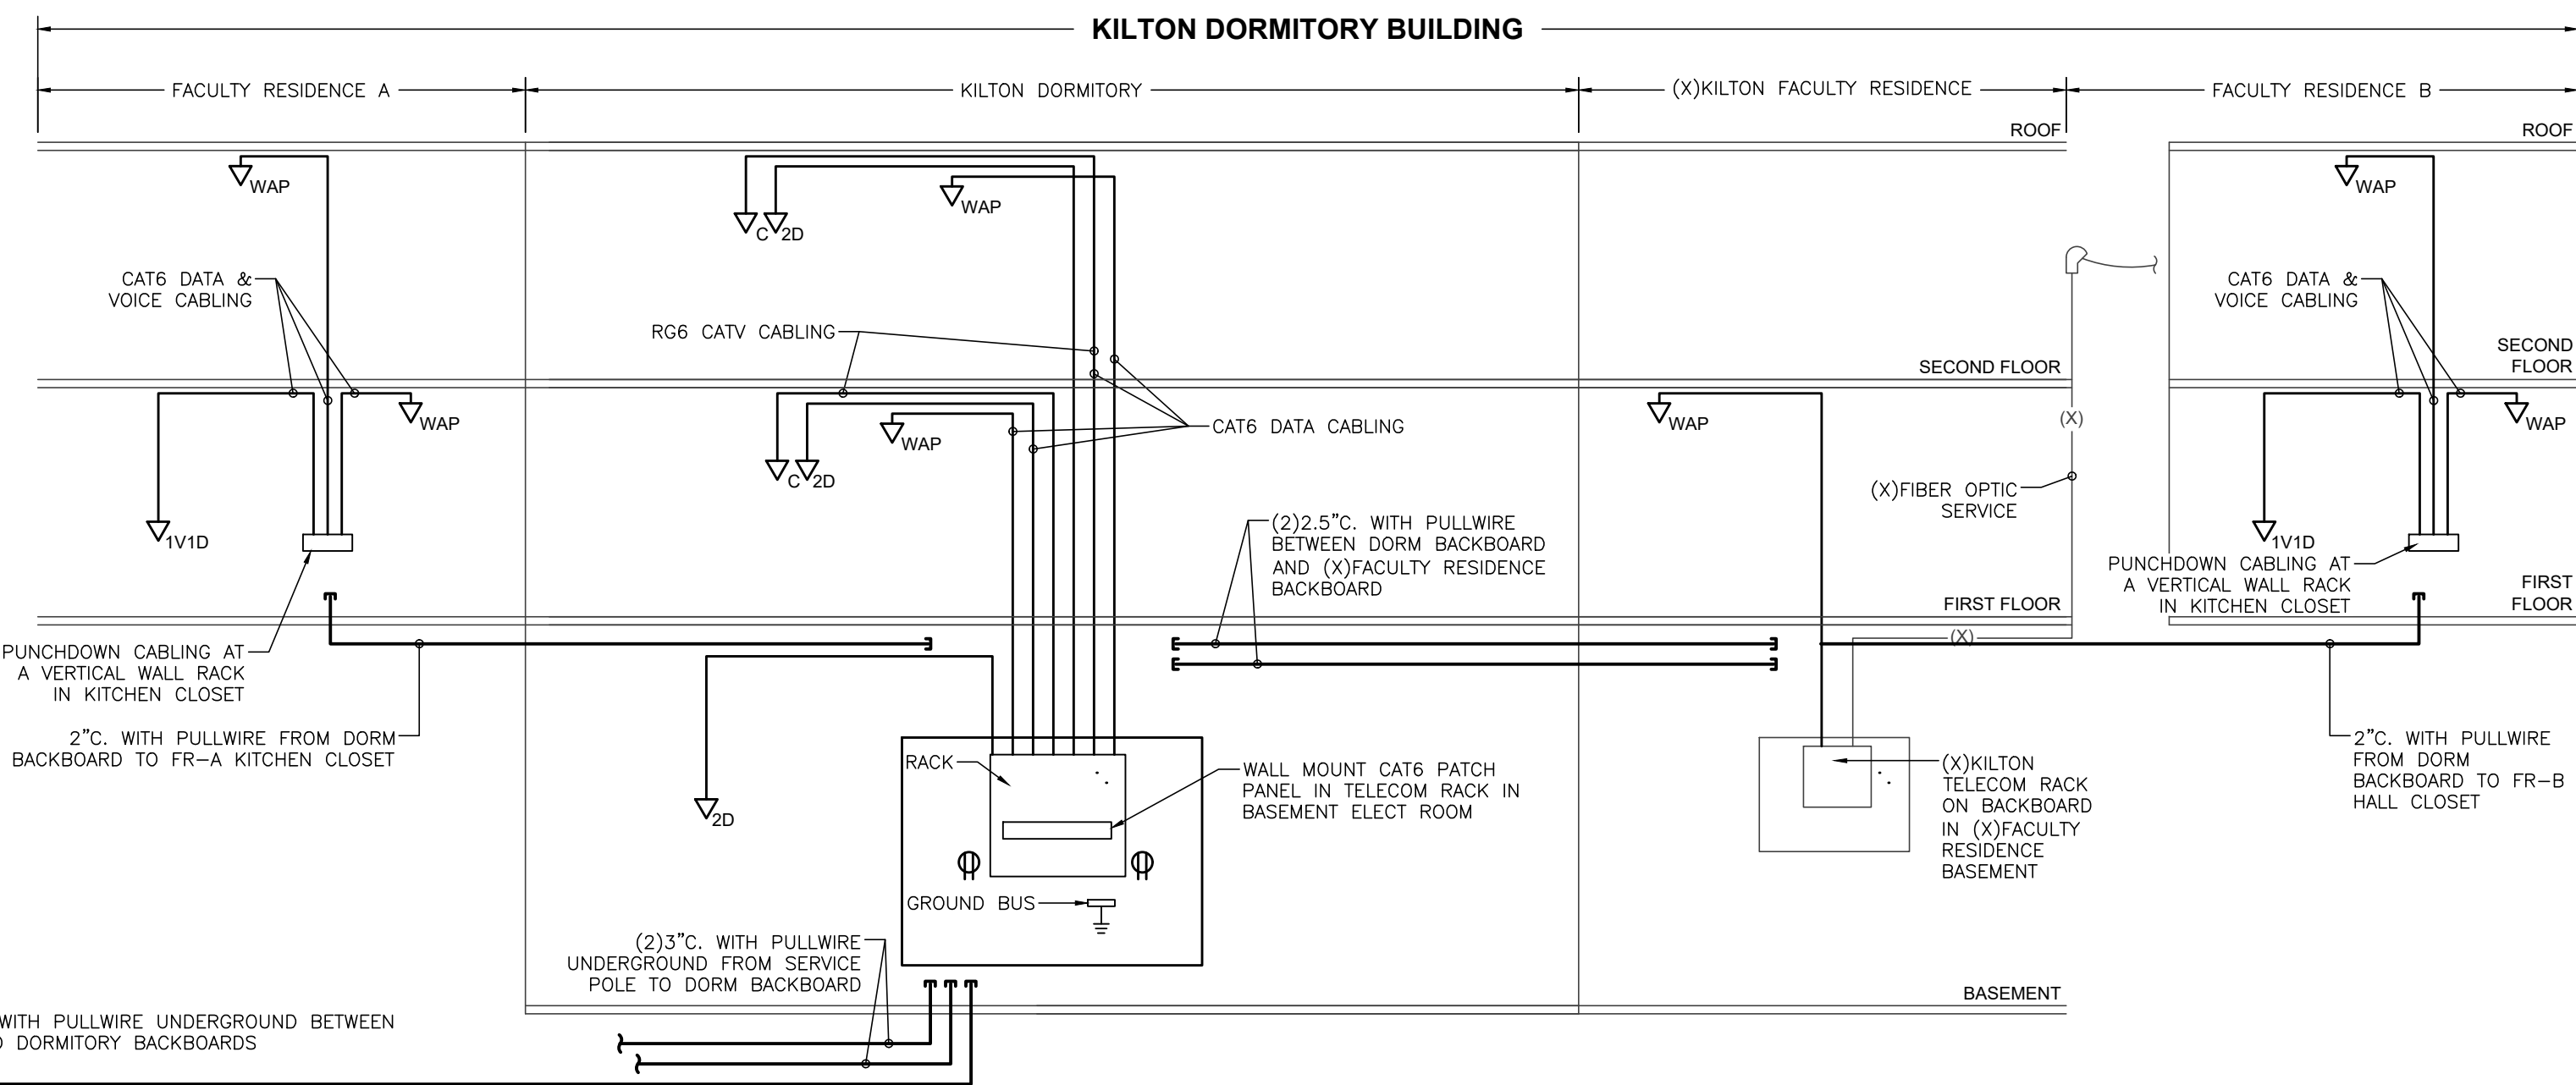 KILTON DORMITORY BUILDING
FACULTY RESIDENCE A
KILTON DORMITORY
(X)KILTON FACULTY RESIDENCE
FACULTY RESIDENCE B
ROOF
ROOF
WAP
C
2D
WAP
WAP
CAT6 DATA &
VOICE CABLING
RG6 CATV CABLING
CAT6 DATA &
VOICE CABLING
SECOND FLOOR
SECOND
FLOOR
WAP
C
2D
WAP
CAT6 DATA CABLING
WAP
(X)
WAP
1V1D
(X)FIBER OPTIC
SERVICE
1V1D
(2)2.5"C. WITH PULLWIRE
BETWEEN DORM BACKBOARD
AND (X)FACULTY RESIDENCE
BACKBOARD
PUNCHDOWN CABLING AT
A VERTICAL WALL RACK
IN KITCHEN CLOSET
FIRST FLOOR
FIRST
FLOOR
(X)
PUNCHDOWN CABLING AT
A VERTICAL WALL RACK
IN KITCHEN CLOSET
2"C. WITH PULLWIRE FROM DORM
BACKBOARD TO FR-A KITCHEN CLOSET
2D
RACK
WALL MOUNT CAT6 PATCH
PANEL IN TELECOM RACK IN
BASEMENT ELECT ROOM
(X)KILTON
TELECOM RACK
ON BACKBOARD
IN (X)FACULTY
RESIDENCE
BASEMENT
2"C. WITH PULLWIRE
FROM DORM
BACKBOARD TO FR-B
HALL CLOSET
GROUND BUS
(2)3"C. WITH PULLWIRE
UNDERGROUND FROM SERVICE
POLE TO DORM BACKBOARD
BASEMENT
WITH PULLWIRE UNDERGROUND BETWEEN
DORMITORY BACKBOARDS